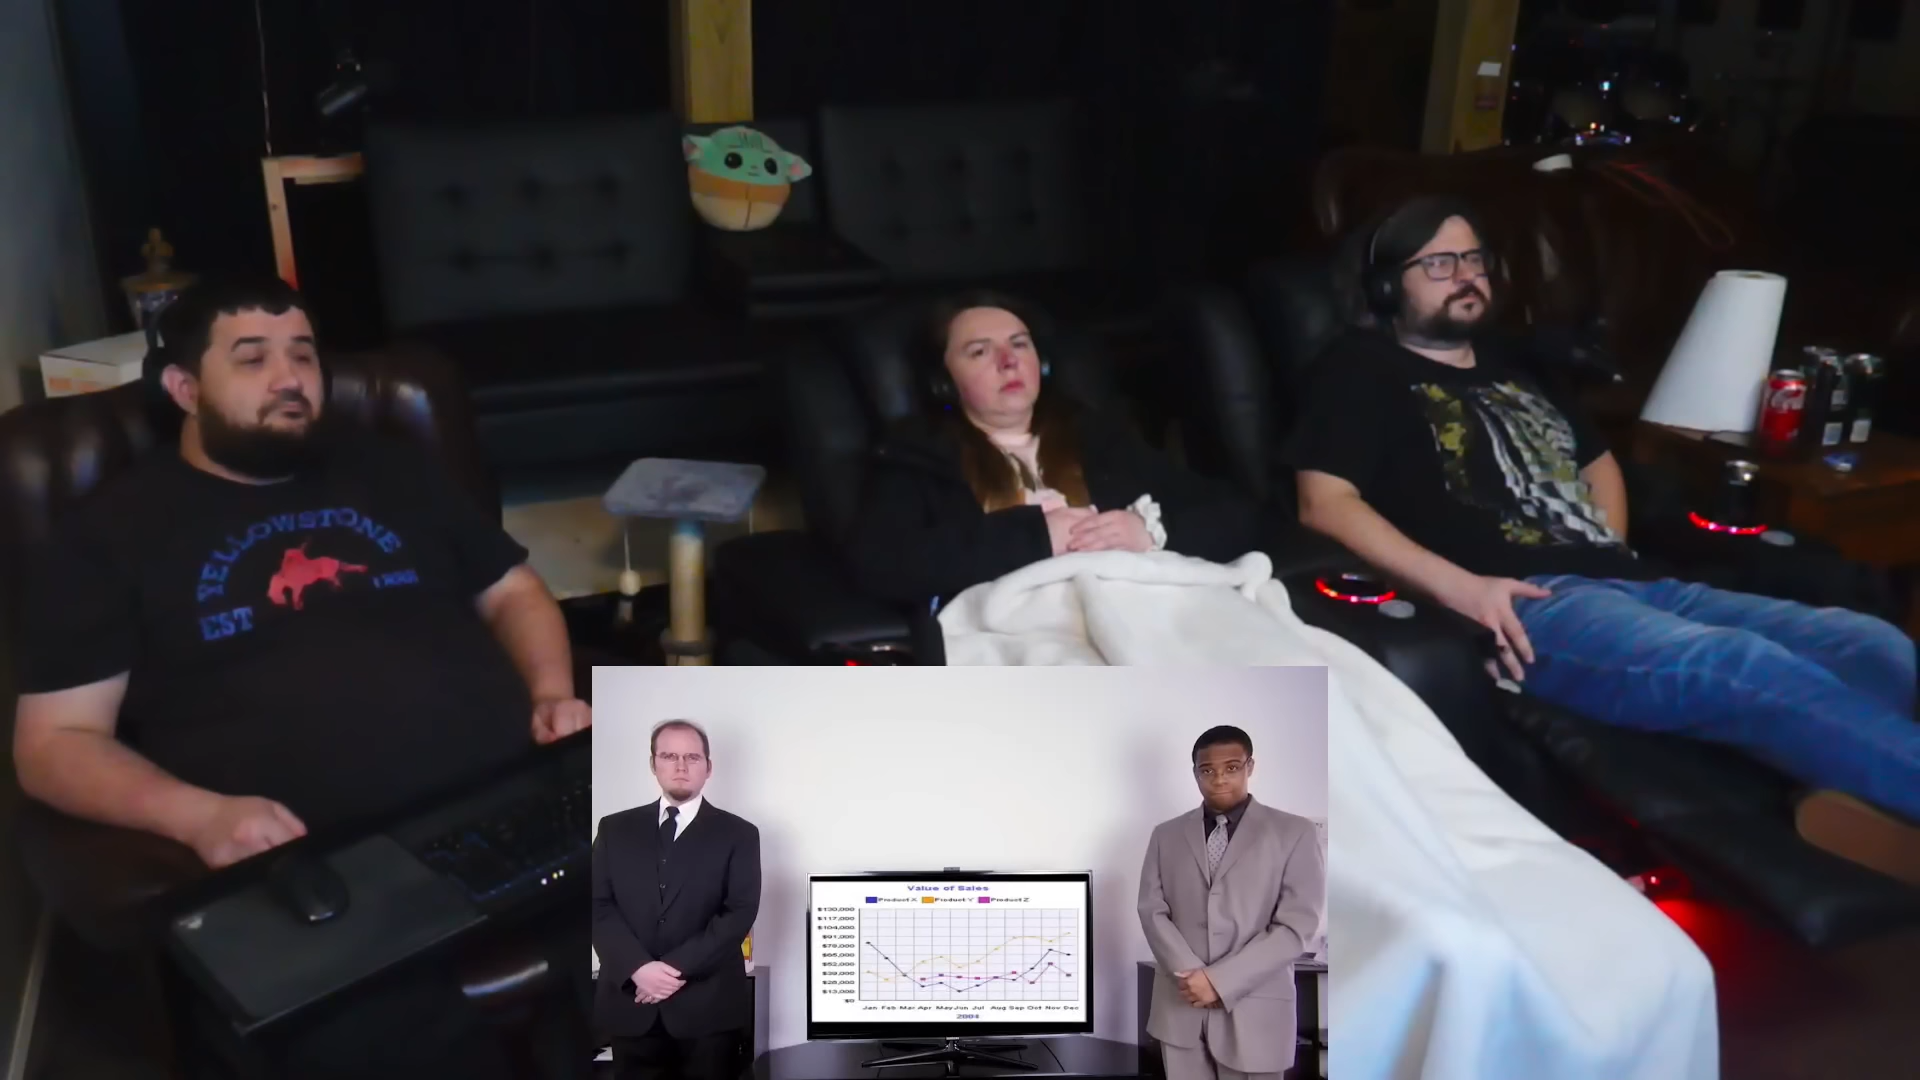 YELLOWSTONE
EST
Value of Sales
Product X Product Y Product Z
$130,000
$117,000
$104,000
$91,000
$78,000
$65,000
$52,000
$39,000
$26,000
$13,000
$0
Jan Feb Mar Apr May Jun Jul Aug Sep Oct Nov Dec
2004